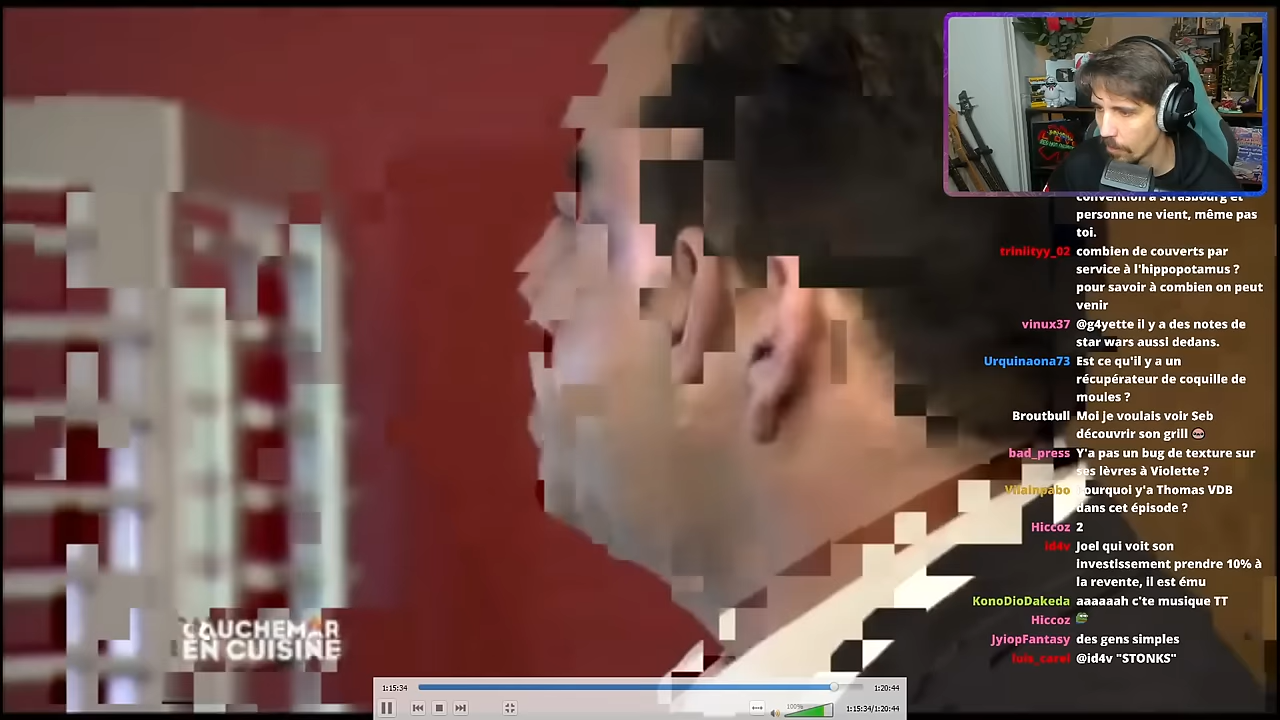 convention à Strasbourg et
personne ne vient, même pas
toi.
triniityy_02 combien de couverts par
service à l'hippopotamus ?
pour savoir à combien on peut
venir
vinux37 @g4yette il y a des notes de
star wars aussi dedans.
Urquinaona73 Est ce qu'il y a un
récupérateur de coquille de
moules ?
Broutbull Moi je voulais voir Seb
découvrir son grill
bad_press Y'a pas un bug de texture sur
ses lèvres à Violette ?
Vilainpabo Pourquoi y'a Thomas VDB
dans cet épisode ?
Hiccoz 2
id4v Joel qui voit son
investissement prendre 10% à
la revente, il est ému
KonoDioDakeda aaaaaah c'te musique TT
Hiccoz
JyiopFantasy des gens simples
luis_carel @id4v "STONKS"
CAUCHEMAR
EN CUISINE
1:15:34 1:20:44
100% 1:15:34/1:20:44